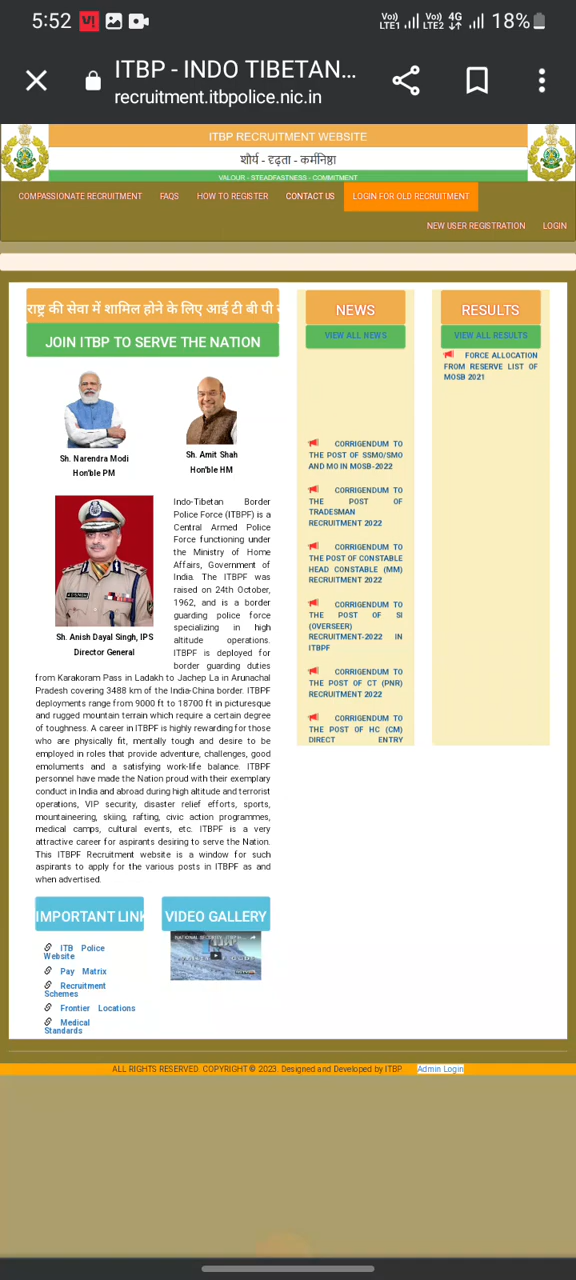 5:52
Vo) LTE1 Vo) LTE2 4G 18%
ITBP - INDO TIBETAN...
recruitment.itbpolice.nic.in
ITBP RECRUITMENT WEBSITE
शौर्य - दृढ़ता - कर्मनिष्ठा
VALOUR - STEADFASTNESS - COMMITMENT
COMPASSIONATE RECRUITMENT FAQS HOW TO REGISTER CONTACT US LOGIN FOR OLD RECRUITMENT
NEW USER REGISTRATION LOGIN
राष्ट्र की सेवा में शामिल होने के लिए आई टी बी पी
JOIN ITBP TO SERVE THE NATION
Sh. Narendra Modi
Hon'ble PM
Sh. Amit Shah
Hon'ble HM
Sh. Anish Dayal Singh, IPS
Director General
Indo-Tibetan Border
Police Force (ITBPF) is a
Central Armed Police
Force functioning under
the Ministry of Home
Affairs, Government of
India. The ITBPF was
raised on 24th October,
1962, and is a border
guarding police force
specializing in high
altitude operations.
ITBPF is deployed for
border guarding duties
from Karakoram Pass in Ladakh to Jachep La in Arunachal
Pradesh covering 3488 km of the India-China border. ITBPF
deployments range from 9000 ft to 18700 ft in picturesque
and rugged mountain terrain which require a certain degree
of toughness. A career in ITBPF is highly rewarding for those
who are physically fit, mentally tough and desire to be
employed in roles that provide adventure, challenges, good
emoluments and a satisfying work-life balance. ITBPF
personnel have made the Nation proud with their exemplary
conduct in India and abroad during high altitude and terrorist
operations, VIP security, disaster relief efforts, sports,
mountaineering, skiing, rafting, civic action programmes,
medical camps, cultural events, etc. ITBPF is a very
attractive career for aspirants desiring to serve the Nation.
This ITBPF Recruitment website is a window for such
aspirants to apply for the various posts in ITBPF as and
when advertised.
IMPORTANT LINK
ITB Police
Website
Pay Matrix
Recruitment
Schemes
Frontier Locations
Medical
Standards
VIDEO GALLERY
NEWS
VIEW ALL NEWS
CORRIGENDUM TO
THE POST OF SSMO/SMO
AND MO IN MOSB-2022
CORRIGENDUM TO
THE POST OF
TRADESMAN
RECRUITMENT 2022
CORRIGENDUM TO
THE POST OF CONSTABLE
HEAD CONSTABLE (MM)
RECRUITMENT 2022
CORRIGENDUM TO
THE POST OF SI
(OVERSEER)
RECRUITMENT-2022 IN
ITBPF
CORRIGENDUM TO
THE POST OF CT (PNR)
RECRUITMENT 2022
CORRIGENDUM TO
THE POST OF HC (CM)
DIRECT ENTRY
RESULTS
VIEW ALL RESULTS
FORCE ALLOCATION
FROM RESERVE LIST OF
MOSB 2021
ALL RIGHTS RESERVED. COPYRIGHT © 2023. Designed and Developed by ITBP Admin Login